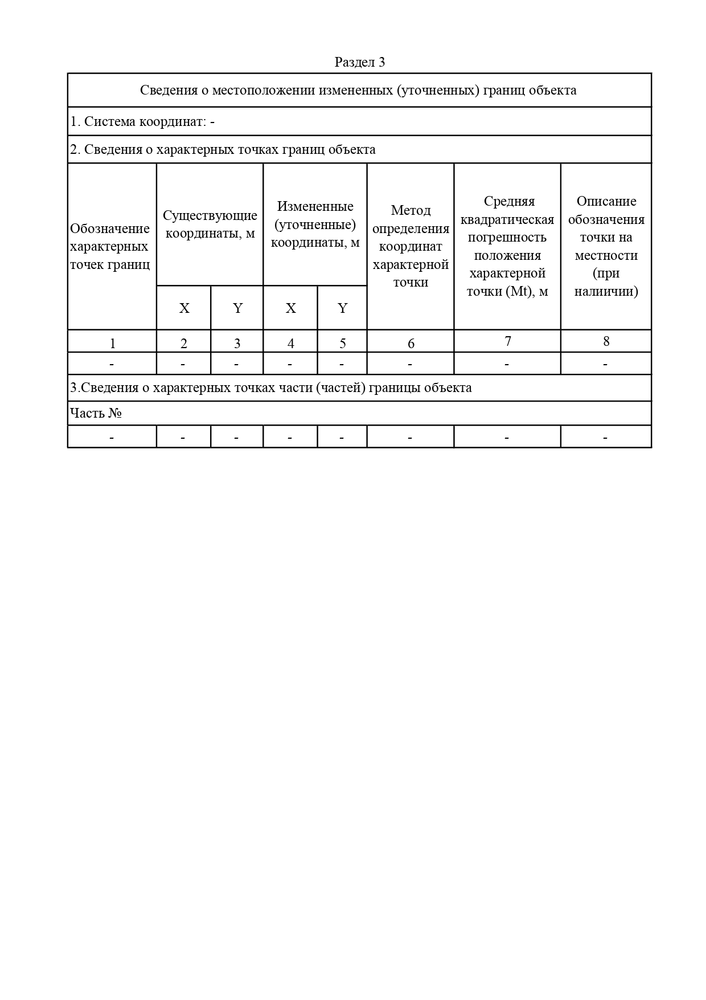 Раздел 3
Сведения о местоположении измененных (уточненных) границ объекта
1. Система координат: -
2. Сведения о характерных точках границ объекта
Обозначение
характерных
точек границ
Существующие
координаты, м
Измененные
(уточненные)
координаты, м
Метод
определения
координат
характерной
точки
Средняя
квадратическая
погрешность
положения
характерной
точки (Mt), м
Описание
обозначения
точки на
местности
(при
налиичии)
X Y X Y
1 2 3 4 5 6 7 8
- - - - - - - -
3.Сведения о характерных точках части (частей) границы объекта
Часть №
- - - - - - - -